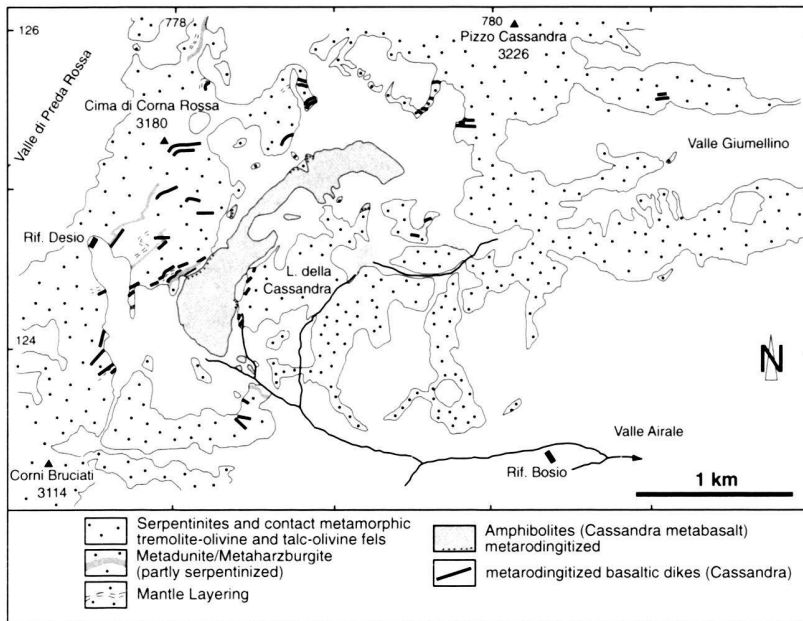 778
780
126
Pizzo Cassandra
3226
Valle di Preda Rossa
Cima di Corna Rossa
3180
Valle Giumellino
Rif. Desio
L. della
Cassandra
124
N
Valle Airale
Rif. Bosio
Corni Bruciati
3114
1 km
Serpentinites and contact metamorphic
tremolite-olivine and talc-olivine fels
Metadunite/Metaharzburgite
(partly serpentinized)
Mantle Layering
Amphibolites (Cassandra metabasalt)
metarodingitized
metarodingitized basaltic dikes (Cassandra)